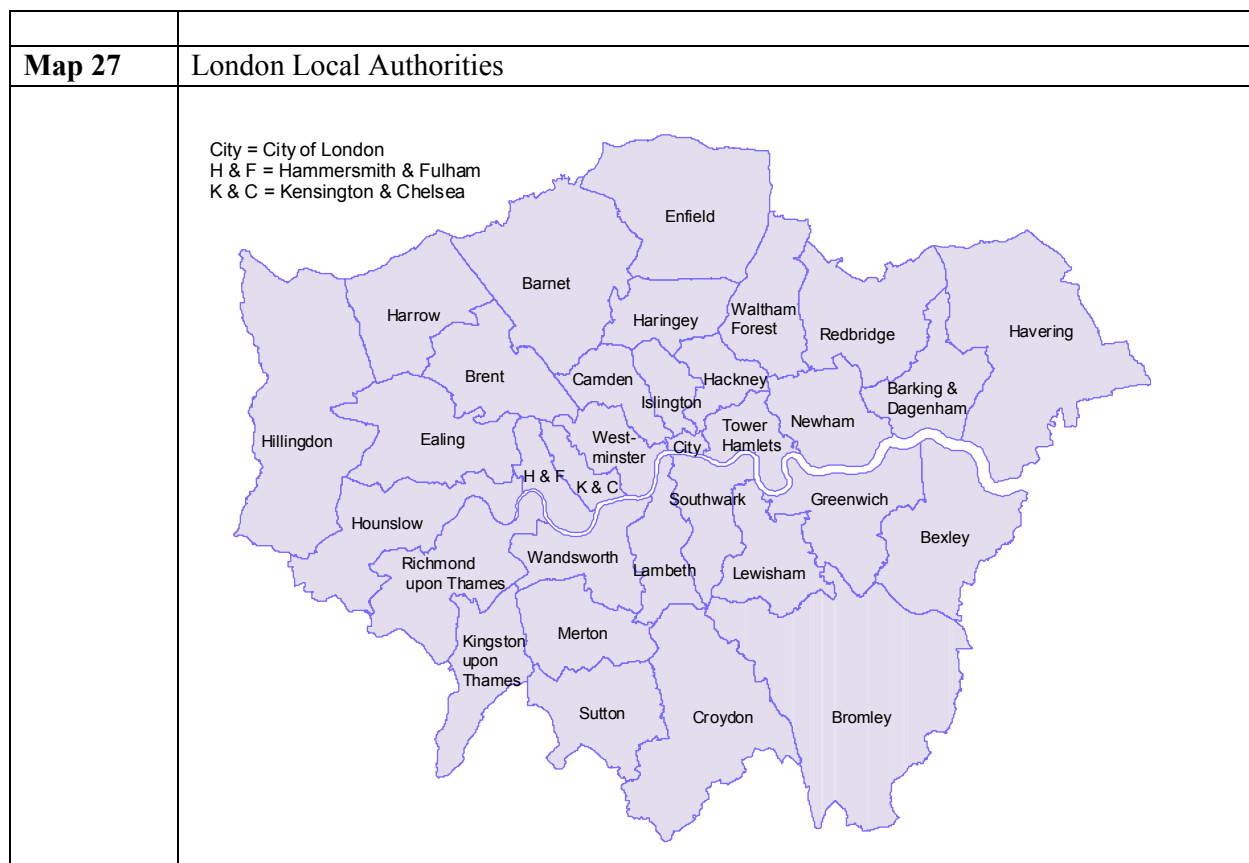 Map 27 London Local Authorities
City = City of London
H & F = Hammersmith & Fulham
K & C = Kensington & Chelsea
Enfield
Barnet
Harrow
Haringey
Waltham
Forest
Redbridge
Havering
Brent
Camden
Islington
Hackney
Barking &
Dagenham
Hillingdon
Ealing
West-
minster
City
Tower
Hamlets
Newham
H & F
K & C
Southwark
Greenwich
Hounslow
Bexley
Richmond
upon Thames
Wandsworth
Lambeth
Lewisham
Kingston
upon
Thames
Merton
Sutton
Croydon
Bromley